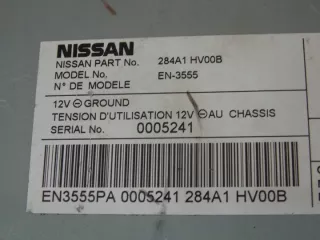 NISSAN
NISSAN PART No. 284A1 HV00B
MODEL No, EN-3555
N° DE MODELE
12V ⊖ GROUND
TENSION D'UTILISATION 12V ⊖ AU CHASSIS
SERIAL No. 0005241
EN3555PA 0005241 284A1 HV00B